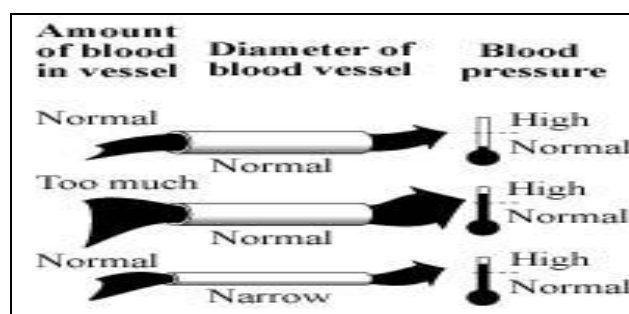 Amount of blood in vessel
Diameter of blood vessel
Blood pressure
Normal
Normal
High
Normal
Too much
Normal
High
Normal
Normal
Narrow
High
Normal